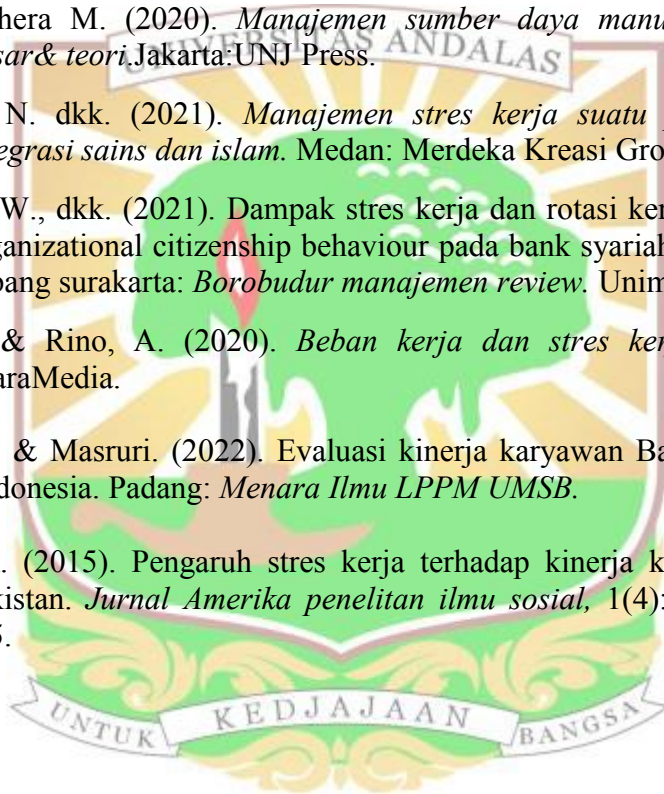 hera M. (2020). Manajemen sumber daya manu
sar& teori.Jakarta:UNJ Press.
UNIVERSITAS ANDALAS
N. dkk. (2021). Manajemen stres kerja suatu
egrasi sains dan islam. Medan: Merdeka Kreasi Gro
W., dkk. (2021). Dampak stres kerja dan rotasi ker
ganizational citizenship behaviour pada bank syariah
bang surakarta: Borobudur manajemen review. Unim
& Rino, A. (2020). Beban kerja dan stres ker
araMedia.
& Masruri. (2022). Evaluasi kinerja karyawan Ba
donesia. Padang: Menara Ilmu LPPM UMSB.
. (2015). Pengaruh stres kerja terhadap kinerja k
kistan. Jurnal Amerika penelitan ilmu sosial, 1(4):
5.
UNTUK KEDJAJAAN BANGSA